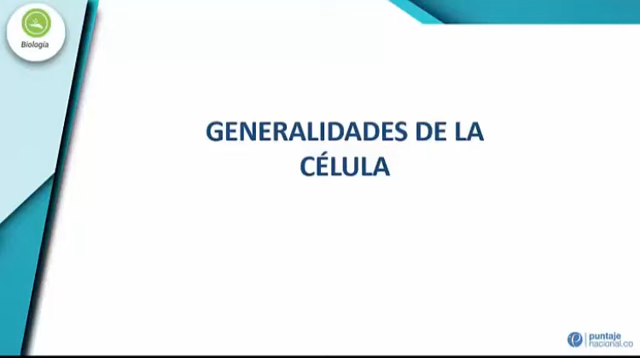 Biología
GENERALIDADES DE LA
CÉLULA
puntaje
nacional.co